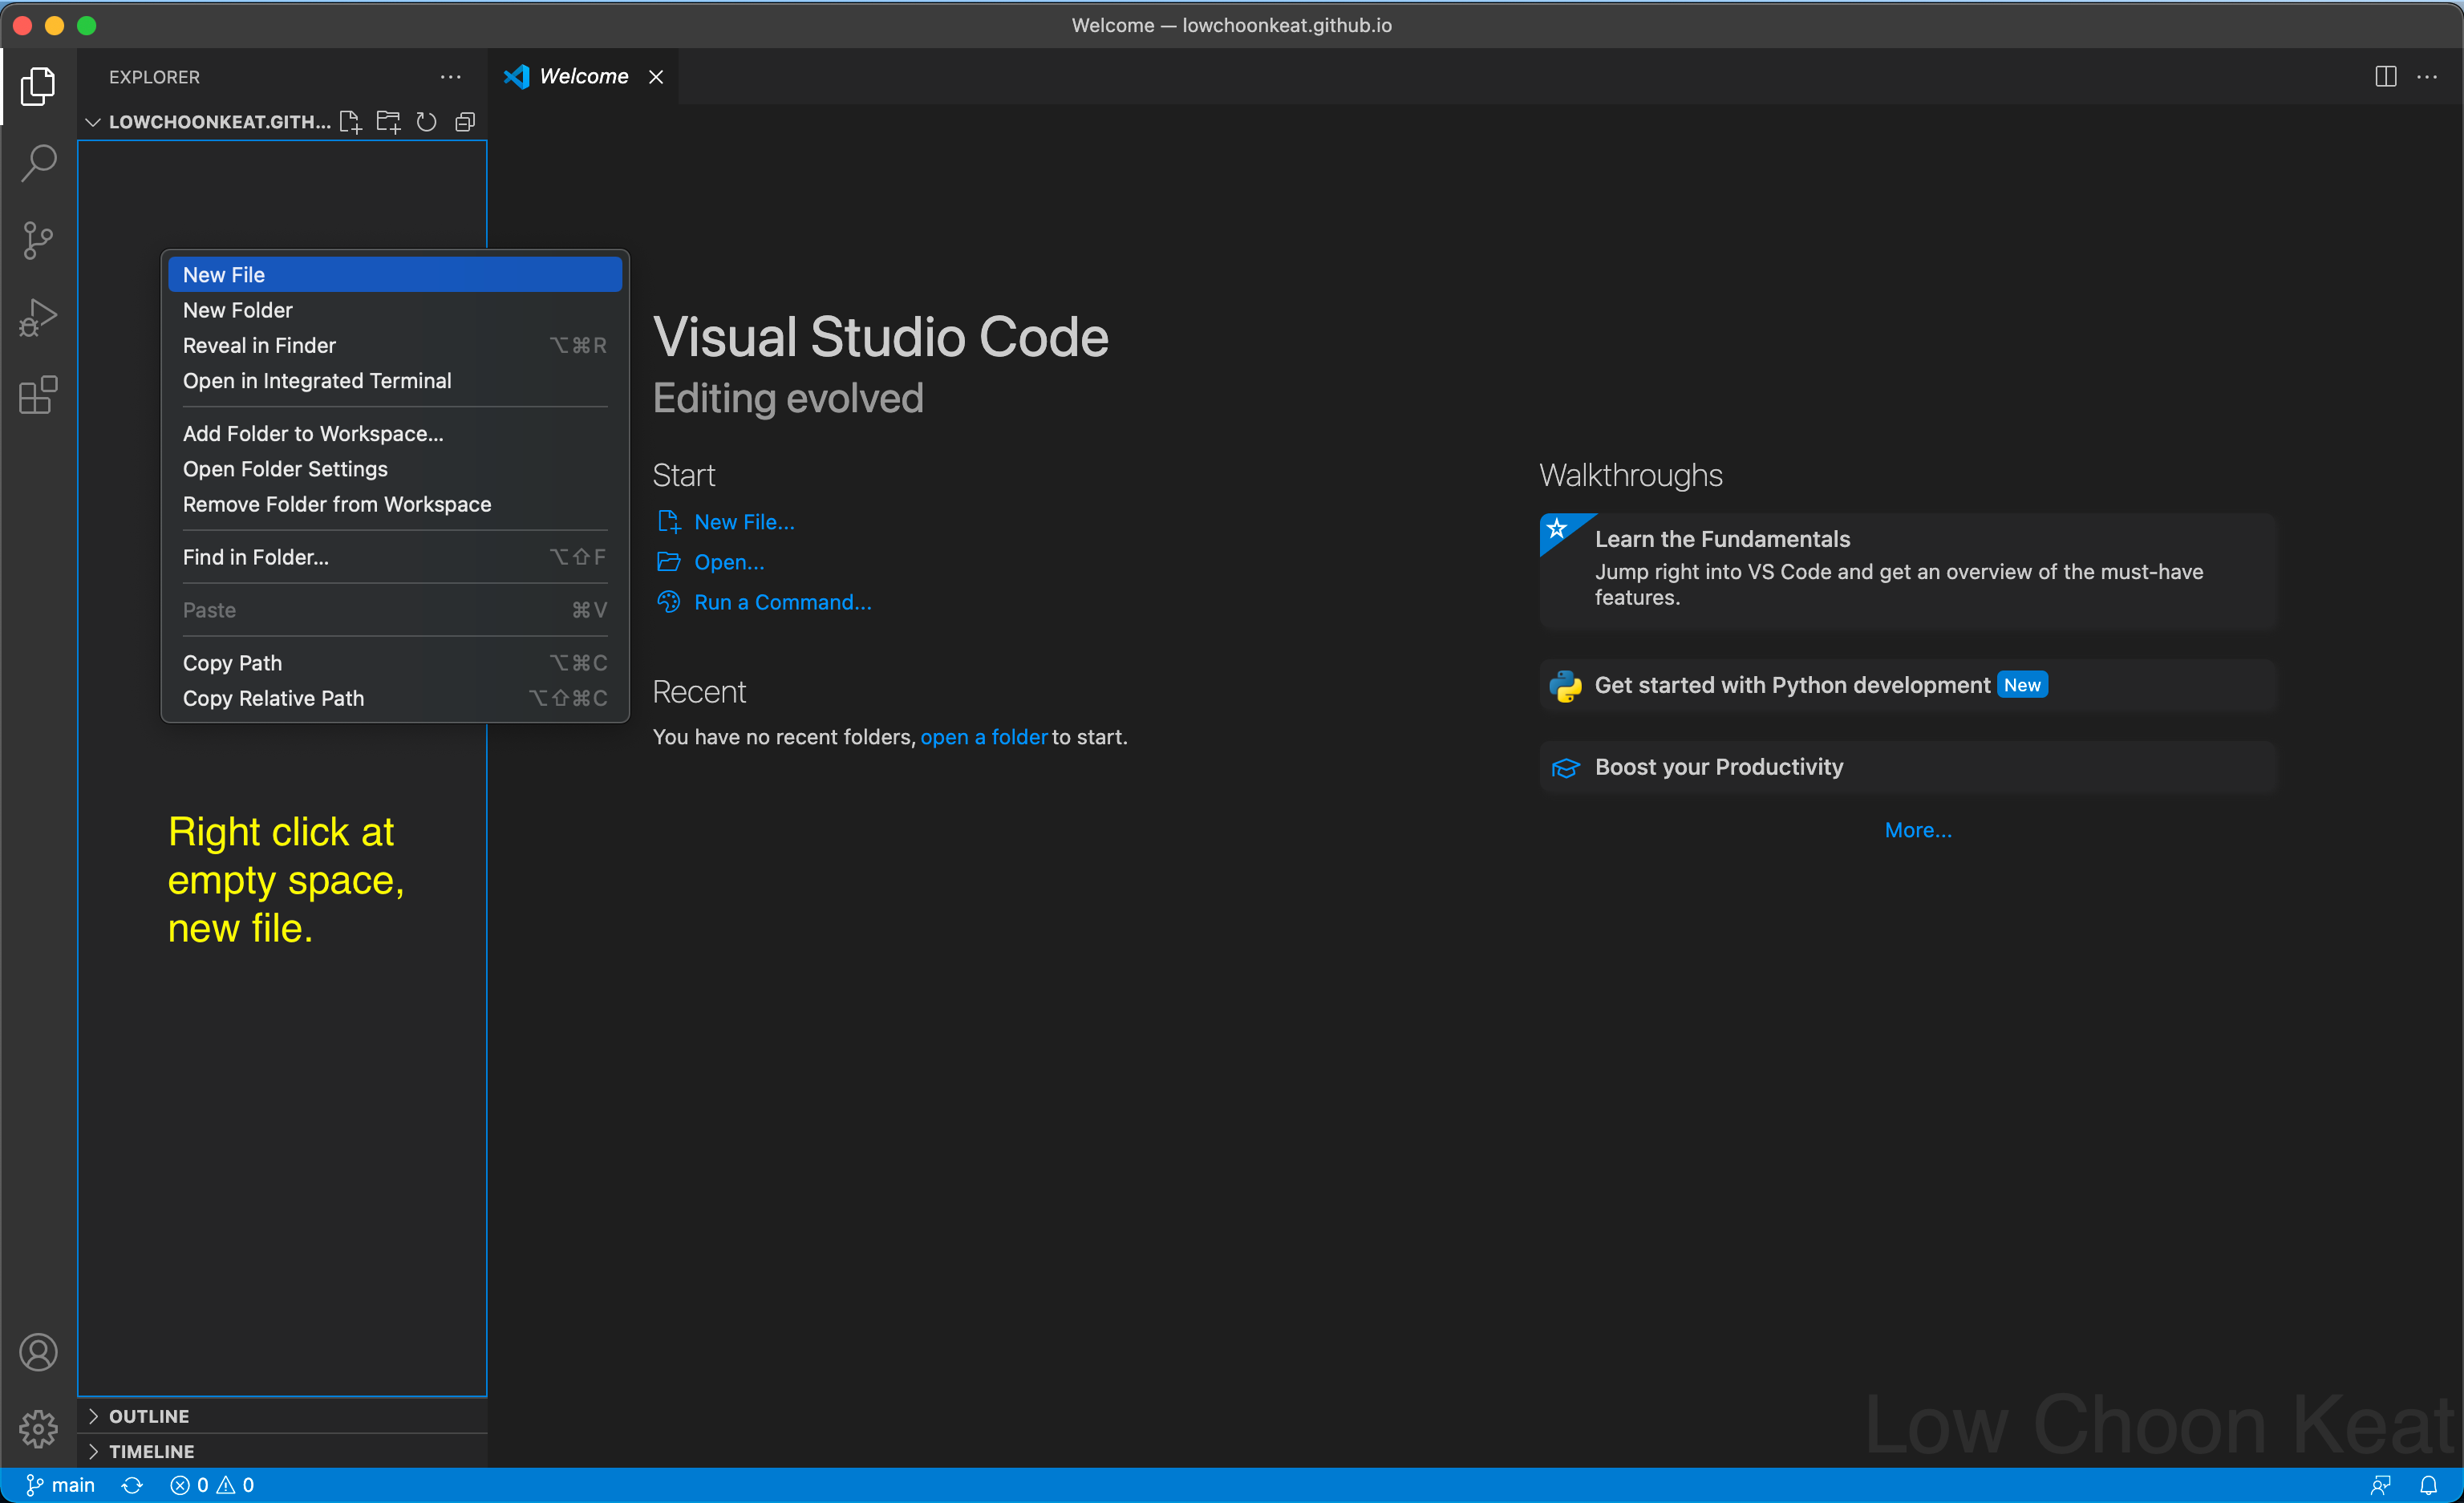 Welcome — lowchoonkeat.github.io
EXPLORER
Welcome
LOWCHOONKEAT.GITH...
New File
New Folder
Reveal in Finder ⌥⌘R
Open in Integrated Terminal
Add Folder to Workspace...
Open Folder Settings
Remove Folder from Workspace
Find in Folder... ⌥⇧F
Paste ⌘V
Copy Path ⌥⌘C
Copy Relative Path ⌥⇧⌘C
Right click at
empty space,
new file.
Visual Studio Code
Editing evolved
Start
New File...
Open...
Run a Command...
Recent
You have no recent folders, open a folder to start.
Walkthroughs
Learn the Fundamentals
Jump right into VS Code and get an overview of the must-have
features.
Get started with Python development New
Boost your Productivity
More...
OUTLINE
TIMELINE
Low Choon Keat
main 0 0